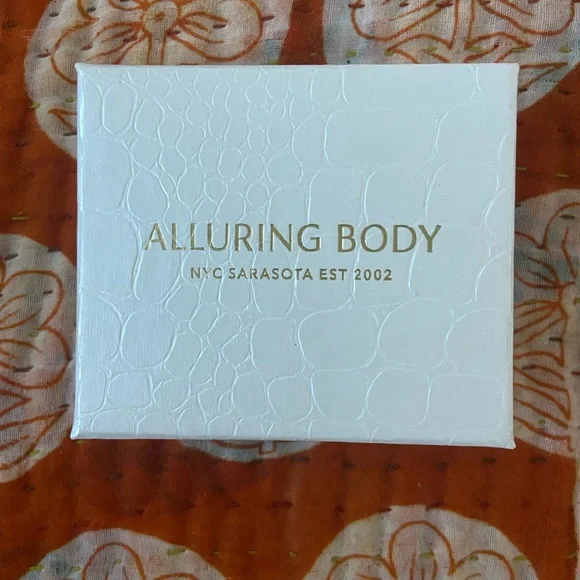 ALLURING BODY
NYC SARASOTA EST 2002